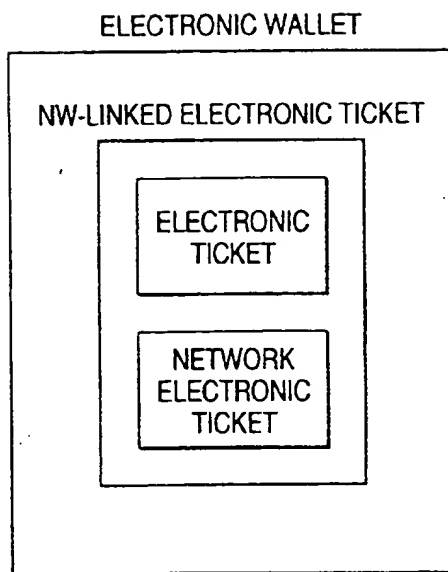 ELECTRONIC WALLET
NW-LINKED ELECTRONIC TICKET
ELECTRONIC
TICKET
NETWORK
ELECTRONIC
TICKET